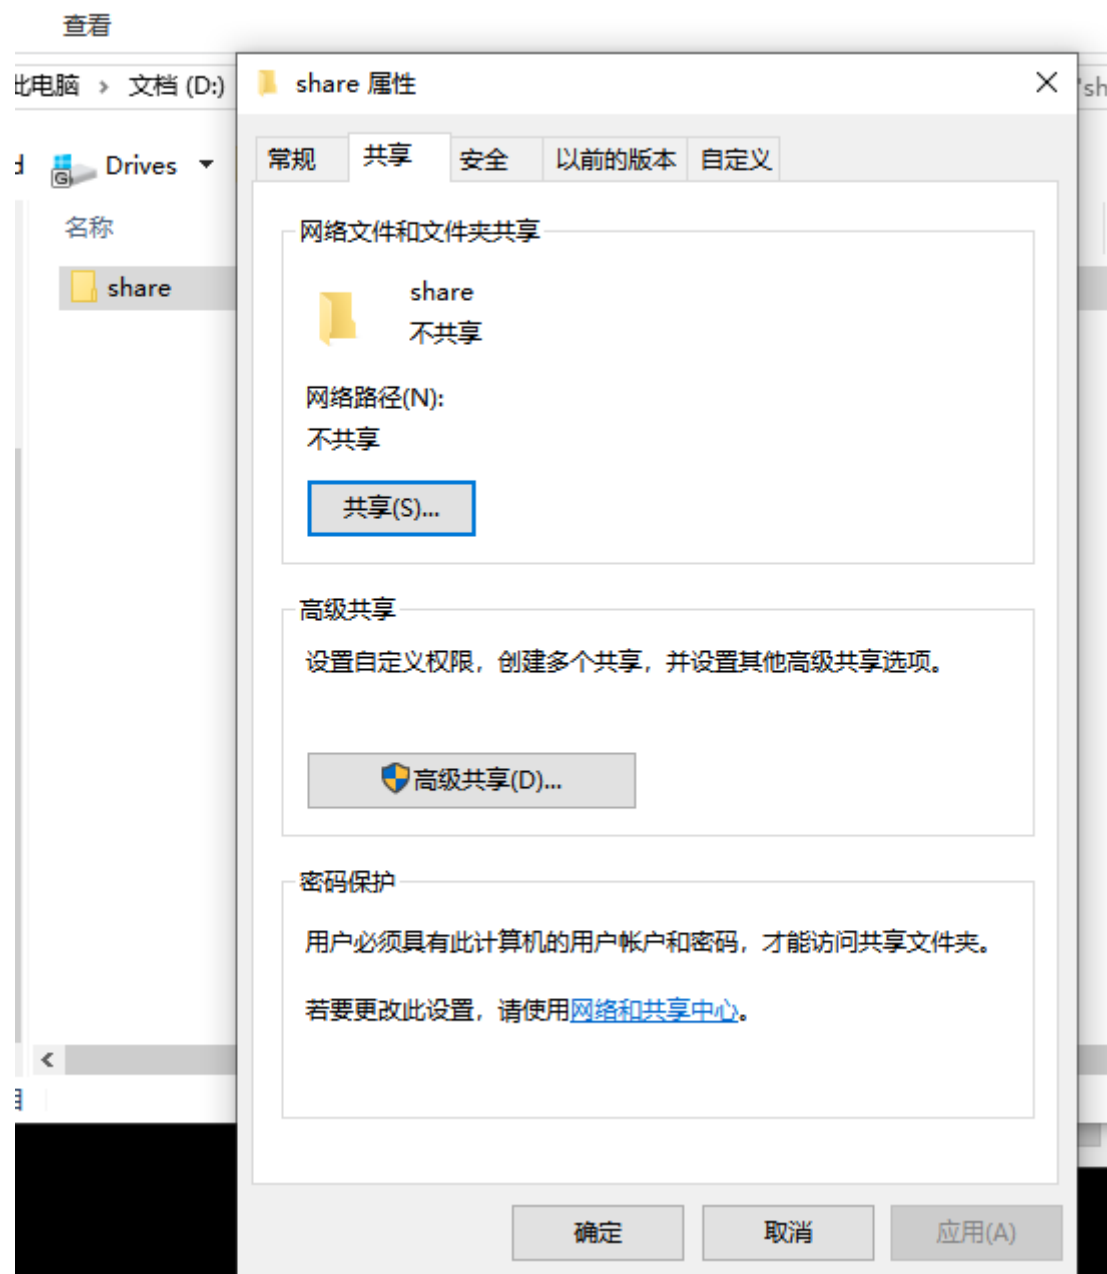 查看
此电脑 › 文档 (D:)
share 属性
Drives
名称
share
常规 共享 安全 以前的版本 自定义
网络文件和文件夹共享
share
不共享
网络路径(N):
不共享
共享(S)...
高级共享
设置自定义权限，创建多个共享，并设置其他高级共享选项。
高级共享(D)...
密码保护
用户必须具有此计算机的用户帐户和密码，才能访问共享文件夹。
若要更改此设置，请使用网络和共享中心。
确定 取消 应用(A)